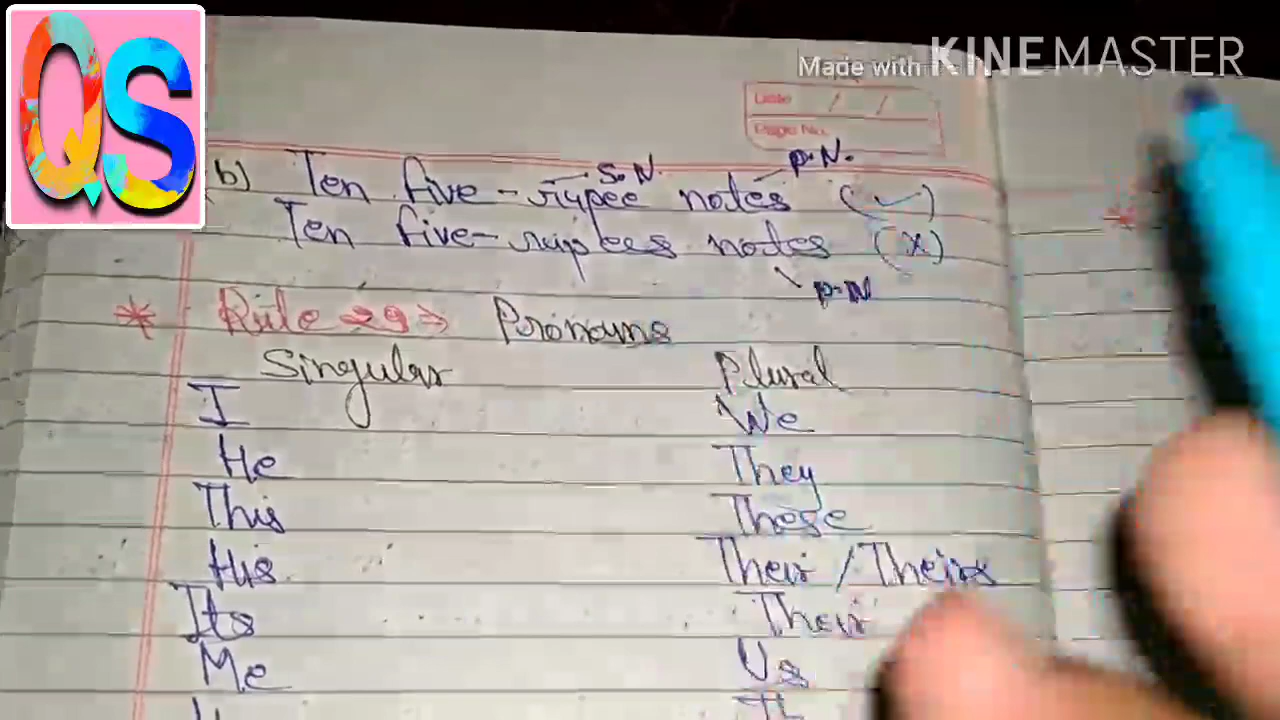 QS
Made with KINEMASTER
Date / /
Page No.
S.N. P.N.
(b) Ten five-rupee notes (✓)
Ten five-rupees notes (x)
P.N
* Rule 29 ⇒ Pronouns
Singular Plural
I We
He They
This These
His Their / Theirs
Its Their
Me Us